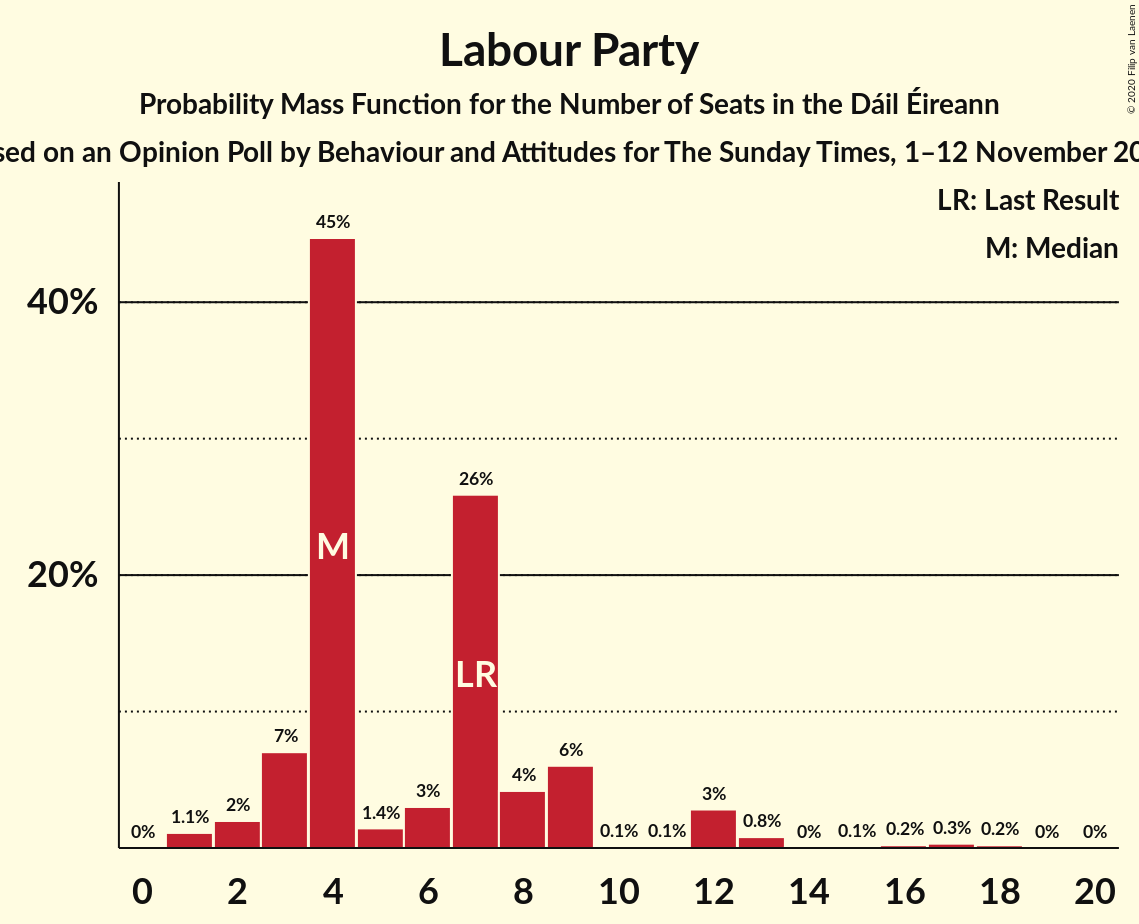 Labour Party
Probability Mass Function for the Number of Seats in the Dáil Éireann
sed on an Opinion Poll by Behaviour and Attitudes for The Sunday Times, 1–12 November 20
© 2020 Filip van Laenen
LR: Last Result
M: Median
40%
20%
0%
1.1%
2%
7%
45%
1.4%
3%
26%
4%
6%
0.1%
0.1%
3%
0.8%
0%
0.1%
0.2%
0.3%
0.2%
0%
0%
M
LR
0 2 4 6 8 10 12 14 16 18 20